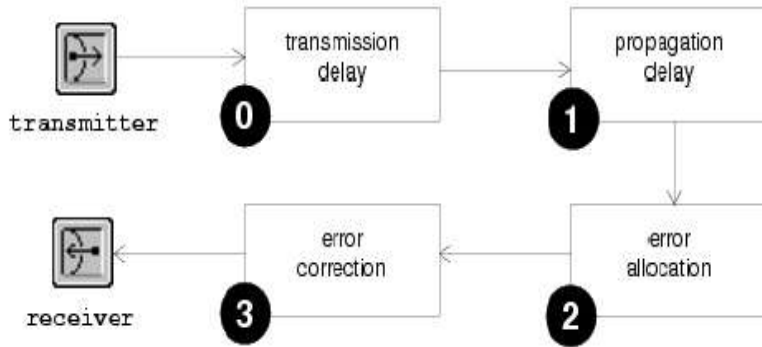 transmission
delay
0
propagation
delay
1
transmitter
error
allocation
2
error
correction
3
receiver